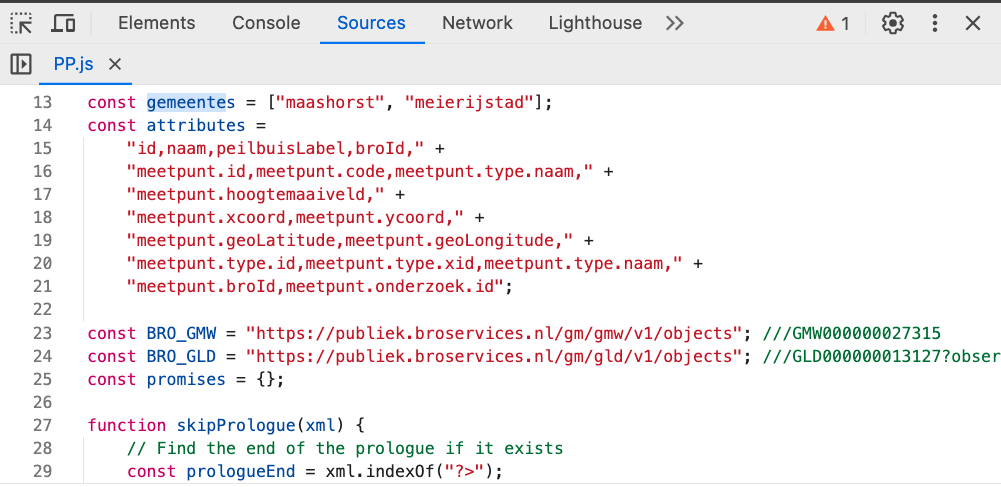 Elements Console Sources Network Lighthouse >> 1
PP.js
13 const gemeentes = ["maashorst", "meierijstad"];
14 const attributes =
15 "id,naam,peilbuisLabel,broId," +
16 "meetpunt.id,meetpunt.code,meetpunt.type.naam," +
17 "meetpunt.hoogtemaaiveld," +
18 "meetpunt.xcoord,meetpunt.ycoord," +
19 "meetpunt.geoLatitude,meetpunt.geoLongitude," +
20 "meetpunt.type.id,meetpunt.type.xid,meetpunt.type.naam," +
21 "meetpunt.broId,meetpunt.onderzoek.id";
22
23 const BRO_GMW = "https://publiek.broservices.nl/gm/gmw/v1/objects"; ///GMW000000027315
24 const BRO_GLD = "https://publiek.broservices.nl/gm/gld/v1/objects"; ///GLD000000013127?obser
25 const promises = {};
26
27 function skipPrologue(xml) {
28 // Find the end of the prologue if it exists
29 const prologueEnd = xml.indexOf("?>");